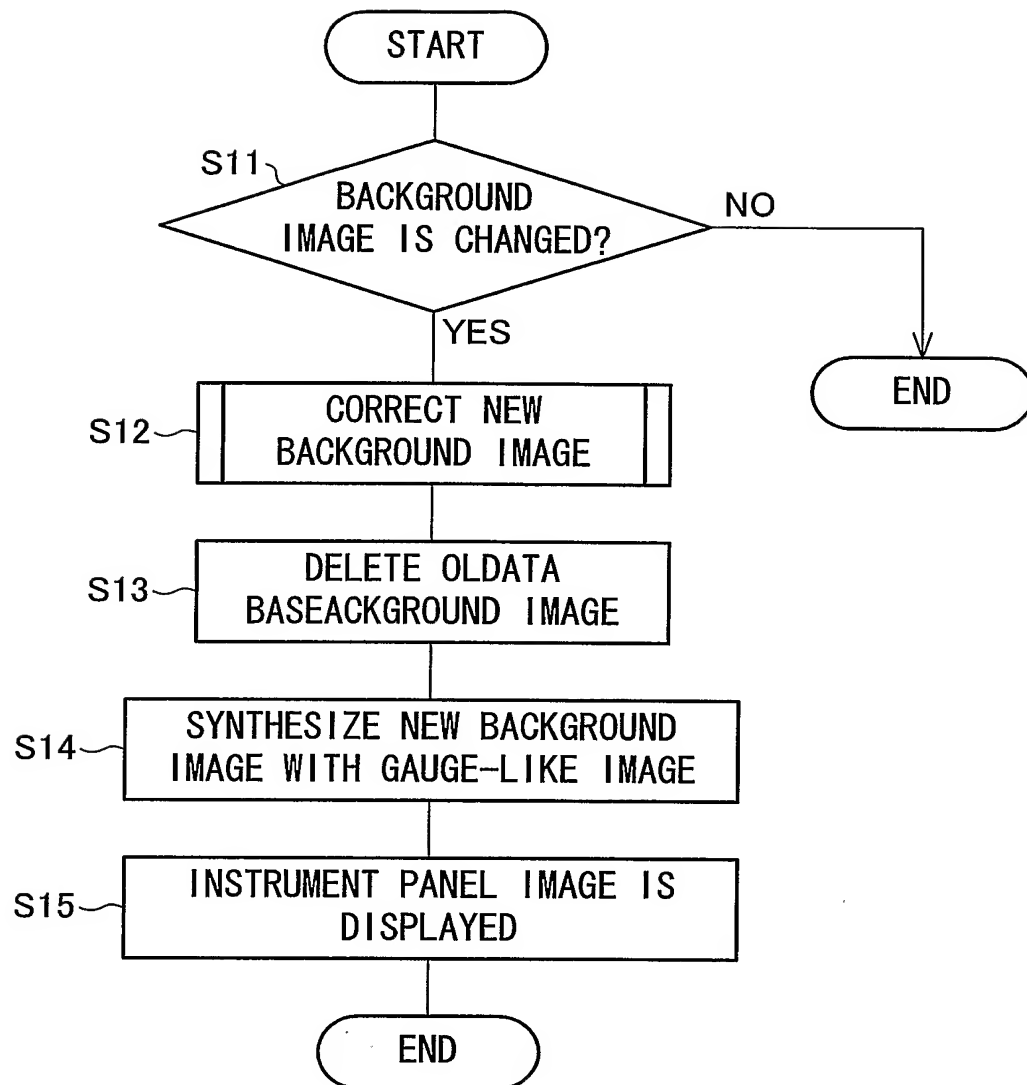 START
S11
BACKGROUND
IMAGE IS CHANGED?
NO
YES
END
S12
CORRECT NEW
BACKGROUND IMAGE
S13
DELETE OLDATA
BASEACKGROUND IMAGE
S14
SYNTHESIZE NEW BACKGROUND
IMAGE WITH GAUGE-LIKE IMAGE
S15
INSTRUMENT PANEL IMAGE IS
DISPLAYED
END